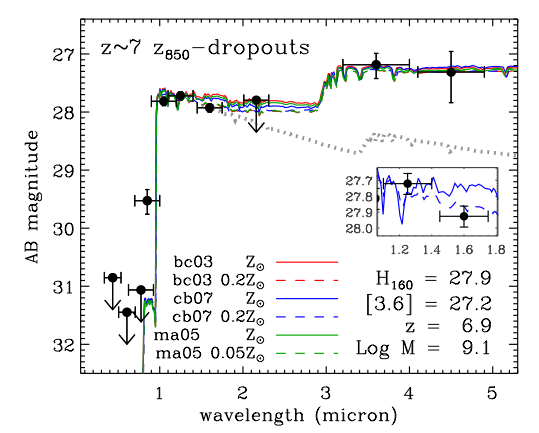 z~7 z850-dropouts
27
28
29
30
31
32
AB magnitude
27.7
27.8
27.9
28.0
1.2 1.4 1.6 1.8
bc03 Z⊙
bc03 0.2Z⊙
cb07 Z⊙
cb07 0.2Z⊙
ma05 Z⊙
ma05 0.05Z⊙
H160 = 27.9
[3.6] = 27.2
z = 6.9
Log M = 9.1
1 2 3 4 5
wavelength (micron)